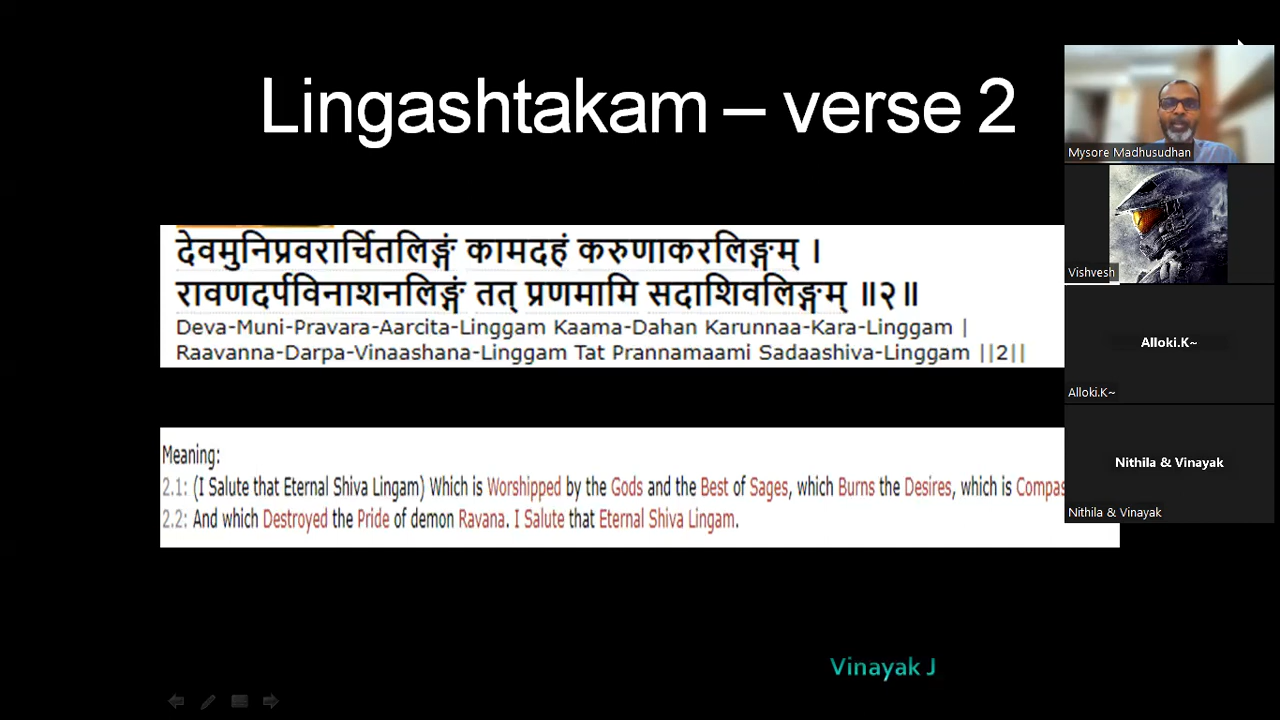 Lingashtakam – verse 2
देवमुनिप्रवरार्चितलिङ्गं कामदहं करुणाकरलिङ्गम् ।
रावणदर्पविनाशनलिङ्गं तत् प्रणमामि सदाशिवलिङ्गम् ॥२॥
Deva-Muni-Pravara-Aarcita-Linggam Kaama-Dahan Karunnaa-Kara-Linggam |
Raavanna-Darpa-Vinaashana-Linggam Tat Prannamaami Sadaashiva-Linggam ||2||
Meaning:
2.1: (I Salute that Eternal Shiva Lingam) Which is Worshipped by the Gods and the Best of Sages, which Burns the Desires, which is Compas
2.2: And which Destroyed the Pride of demon Ravana. I Salute that Eternal Shiva Lingam.
Vinayak J
Mysore Madhusudhan
Vishvesh
Alloki.K~
Alloki.K~
Nithila & Vinayak
Nithila & Vinayak